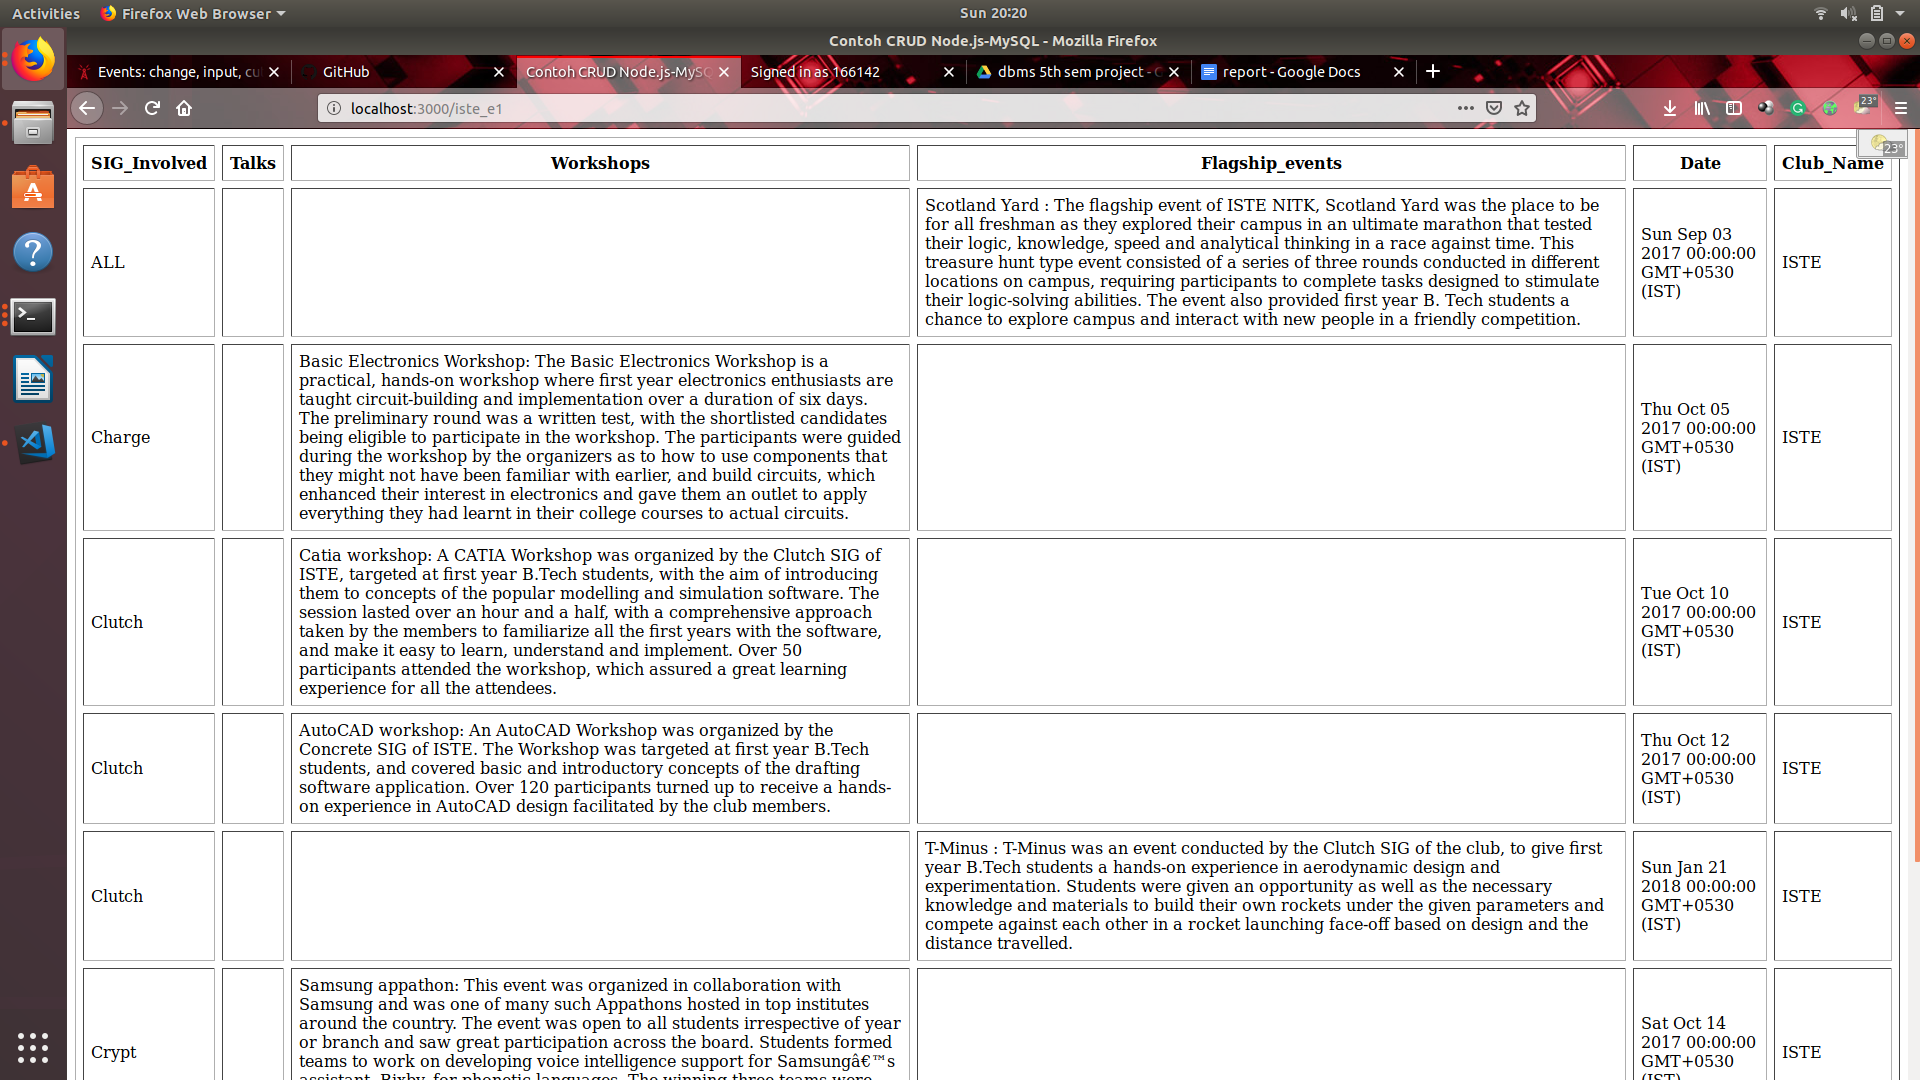 Activities
Firefox Web Browser
Sun 20:20
Contoh CRUD Node.js-MySQL - Mozilla Firefox
Events: change, input, cu
GitHub
Contoh CRUD Node.js-MySQ
Signed in as 166142
dbms 5th sem project -
report - Google Docs
localhost:3000/iste_e1
23°
23°
SIG_Involved Talks Workshops Flagship_events Date Club_Name
ALL
Scotland Yard : The flagship event of ISTE NITK, Scotland Yard was the place to be
for all freshman as they explored their campus in an ultimate marathon that tested
their logic, knowledge, speed and analytical thinking in a race against time. This
treasure hunt type event consisted of a series of three rounds conducted in different
locations on campus, requiring participants to complete tasks designed to stimulate
their logic-solving abilities. The event also provided first year B. Tech students a
chance to explore campus and interact with new people in a friendly competition.
Sun Sep 03
2017 00:00:00
GMT+0530
(IST)
ISTE
Charge
Basic Electronics Workshop: The Basic Electronics Workshop is a
practical, hands-on workshop where first year electronics enthusiasts are
taught circuit-building and implementation over a duration of six days.
The preliminary round was a written test, with the shortlisted candidates
being eligible to participate in the workshop. The participants were guided
during the workshop by the organizers as to how to use components that
they might not have been familiar with earlier, and build circuits, which
enhanced their interest in electronics and gave them an outlet to apply
everything they had learnt in their college courses to actual circuits.
Thu Oct 05
2017 00:00:00
GMT+0530
(IST)
ISTE
Clutch
Catia workshop: A CATIA Workshop was organized by the Clutch SIG of
ISTE, targeted at first year B.Tech students, with the aim of introducing
them to concepts of the popular modelling and simulation software. The
session lasted over an hour and a half, with a comprehensive approach
taken by the members to familiarize all the first years with the software,
and make it easy to learn, understand and implement. Over 50
participants attended the workshop, which assured a great learning
experience for all the attendees.
Tue Oct 10
2017 00:00:00
GMT+0530
(IST)
ISTE
Clutch
AutoCAD workshop: An AutoCAD Workshop was organized by the
Concrete SIG of ISTE. The Workshop was targeted at first year B.Tech
students, and covered basic and introductory concepts of the drafting
software application. Over 120 participants turned up to receive a hands-
on experience in AutoCAD design facilitated by the club members.
Thu Oct 12
2017 00:00:00
GMT+0530
(IST)
ISTE
Clutch
T-Minus : T-Minus was an event conducted by the Clutch SIG of the club, to give first
year B.Tech students a hands-on experience in aerodynamic design and
experimentation. Students were given an opportunity as well as the necessary
knowledge and materials to build their own rockets under the given parameters and
compete against each other in a rocket launching face-off based on design and the
distance travelled.
Sun Jan 21
2018 00:00:00
GMT+0530
(IST)
ISTE
Crypt
Samsung appathon: This event was organized in collaboration with
Samsung and was one of many such Appathons hosted in top institutes
around the country. The event was open to all students irrespective of year
or branch and saw great participation across the board. Students formed
teams to work on developing voice intelligence support for Samsungâ€™s
assistant, Bixby, for phonetic languages. The winning three teams were
Sat Oct 14
2017 00:00:00
GMT+0530
(IST)
ISTE